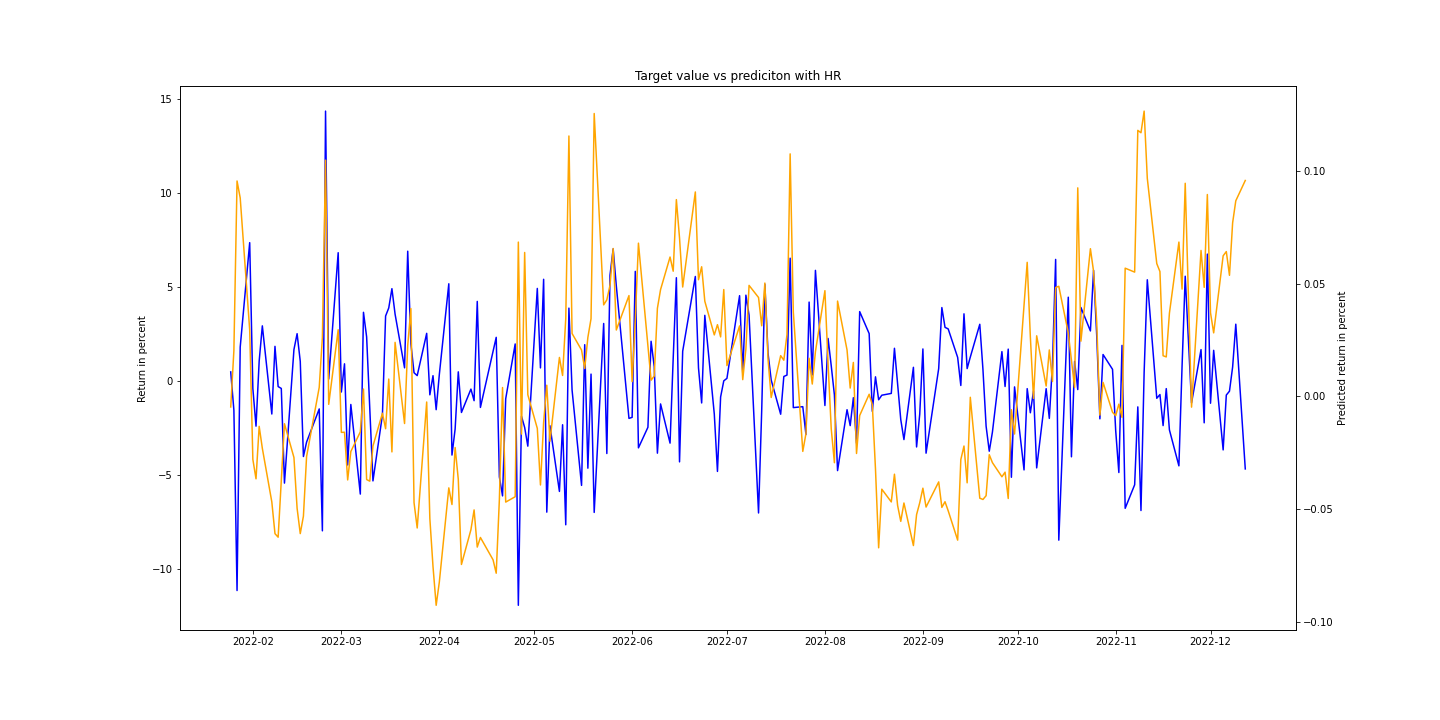 Target value vs prediciton with HR
Return in percent
15
10
5
0
−5
−10
Predicted return in percent
0.10
0.05
0.00
−0.05
−0.10
2022-02 2022-03 2022-04 2022-05 2022-06 2022-07 2022-08 2022-09 2022-10 2022-11 2022-12